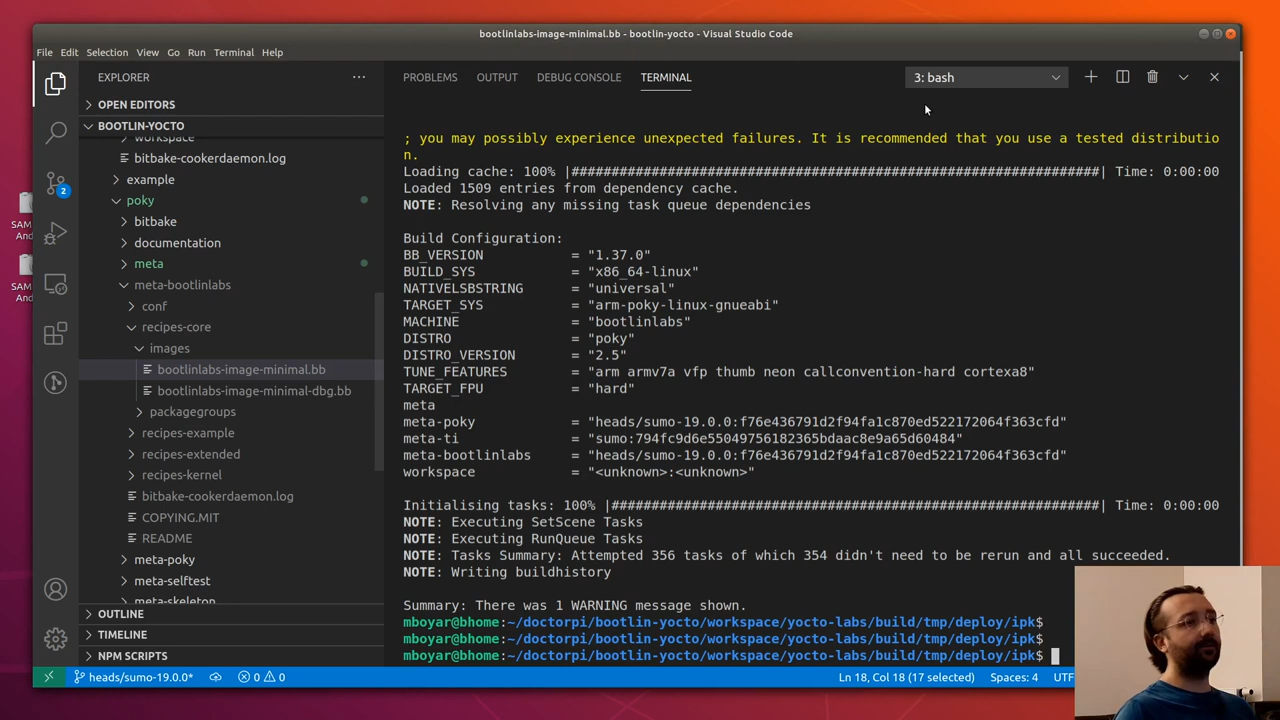 bootlinlabs-image-minimal.bb - bootlin-yocto - Visual Studio Code
File Edit Selection View Go Run Terminal Help
EXPLORER
OPEN EDITORS
BOOTLIN-YOCTO
workspace
bitbake-cookerdaemon.log
example
poky
bitbake
documentation
meta
meta-bootlinlabs
conf
recipes-core
images
bootlinlabs-image-minimal.bb
bootlinlabs-image-minimal-dbg.bb
packagegroups
recipes-example
recipes-extended
recipes-kernel
bitbake-cookerdaemon.log
COPYING.MIT
README
meta-poky
meta-selftest
meta-skeleton
OUTLINE
TIMELINE
NPM SCRIPTS
2
SAM
And
SAM
And
PROBLEMS OUTPUT DEBUG CONSOLE TERMINAL 3: bash
; you may possibly experience unexpected failures. It is recommended that you use a tested distributio
n.
Loading cache: 100% |############################################################| Time: 0:00:00
Loaded 1509 entries from dependency cache.
NOTE: Resolving any missing task queue dependencies
Build Configuration:
BB_VERSION = "1.37.0"
BUILD_SYS = "x86_64-linux"
NATIVELSBSTRING = "universal"
TARGET_SYS = "arm-poky-linux-gnueabi"
MACHINE = "bootlinlabs"
DISTRO = "poky"
DISTRO_VERSION = "2.5"
TUNE_FEATURES = "arm armv7a vfp thumb neon callconvention-hard cortexa8"
TARGET_FPU = "hard"
meta
meta-poky = "heads/sumo-19.0.0:f76e436791d2f94fa1c870ed522172064f363cfd"
meta-ti = "sumo:794fc9d6e55049756182365bdaac8e9a65d60484"
meta-bootlinlabs = "heads/sumo-19.0.0:f76e436791d2f94fa1c870ed522172064f363cfd"
workspace = "<unknown>:<unknown>"
Initialising tasks: 100% |#######################################################| Time: 0:00:00
NOTE: Executing SetScene Tasks
NOTE: Executing RunQueue Tasks
NOTE: Tasks Summary: Attempted 356 tasks of which 354 didn't need to be rerun and all succeeded.
NOTE: Writing buildhistory
Summary: There was 1 WARNING message shown.
mboyar@bhome:~/doctorpi/bootlin-yocto/workspace/yocto-labs/build/tmp/deploy/ipk$
mboyar@bhome:~/doctorpi/bootlin-yocto/workspace/yocto-labs/build/tmp/deploy/ipk$
mboyar@bhome:~/doctorpi/bootlin-yocto/workspace/yocto-labs/build/tmp/deploy/ipk$
heads/sumo-19.0.0* 0 0 Ln 18, Col 18 (17 selected) Spaces: 4 UTF